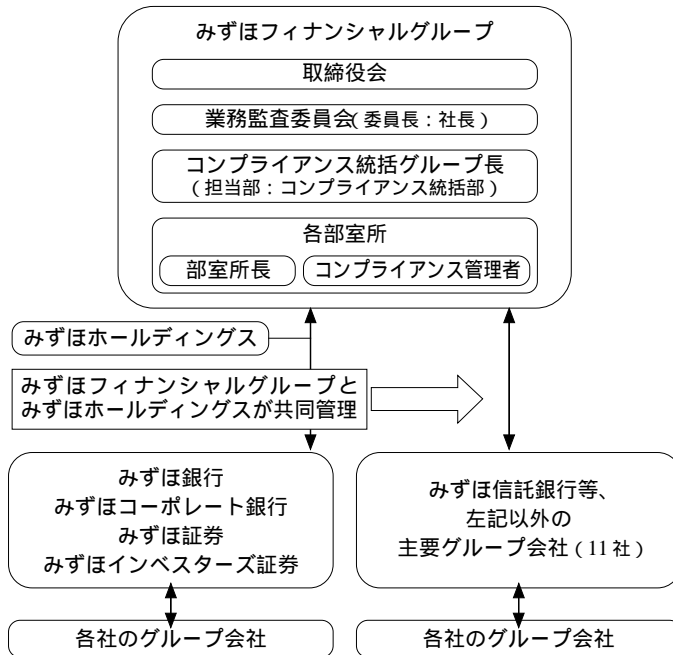 みずほフィナンシャルグループ
取締役会
業務監査委員会(委員長:社長)
コンプライアンス統括グループ長
(担当部:コンプライアンス統括部)
各部室所
部室所長
コンプライアンス管理者
みずほホールディングス
みずほフィナンシャルグループと
みずほホールディングスが共同管理
みずほ銀行
みずほコーポレート銀行
みずほ証券
みずほインベスターズ証券
みずほ信託銀行等、
左記以外の
主要グループ会社(11社)
各社のグループ会社
各社のグループ会社